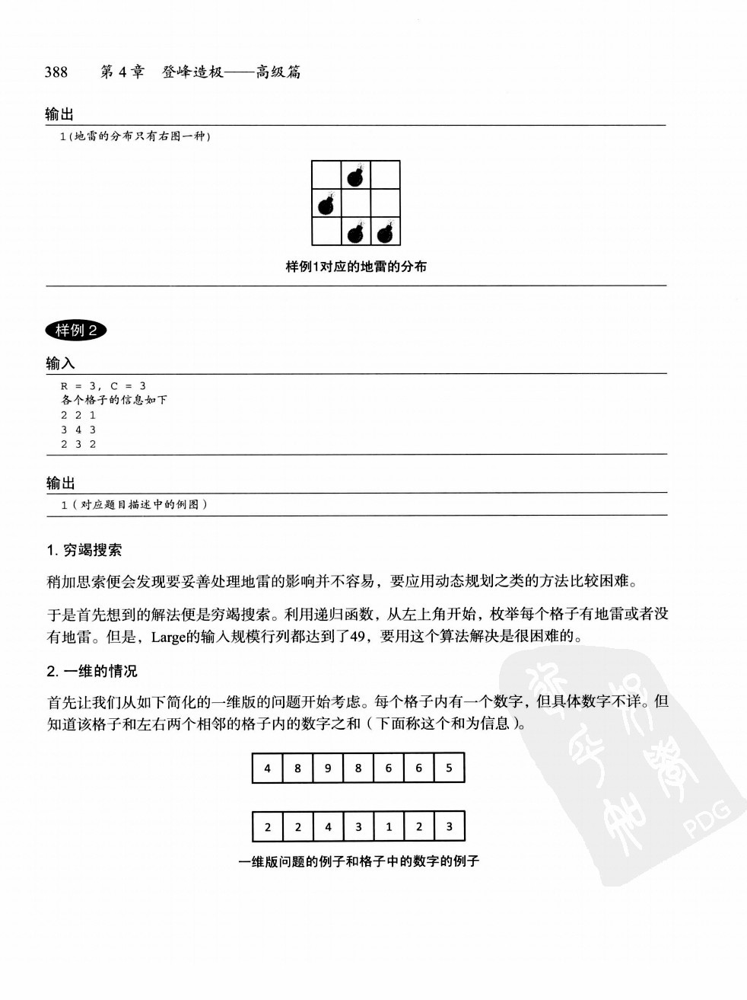 388 第4章 登峰造极——高级篇
输出
1(地雷的分布只有右图一种)
样例1对应的地雷的分布
样例 2
输入
R = 3, C = 3
各个格子的信息如下
2 2 1
3 4 3
2 3 2
输出
1(对应题目描述中的例图)
1. 穷竭搜索
稍加思索便会发现要妥善处理地雷的影响并不容易，要应用动态规划之类的方法比较困难。
于是首先想到的解法便是穷竭搜索。利用递归函数，从左上角开始，枚举每个格子有地雷或者没
有地雷。但是，Large的输入规模行列都达到了49，要用这个算法解决是很困难的。
2. 一维的情况
首先让我们从如下简化的一维版的问题开始考虑。每个格子内有一个数字，但具体数字不详。但
知道该格子和左右两个相邻的格子内的数字之和（下面称这个和为信息）。
4 8 9 8 6 6 5
2 2 4 3 1 2 3
一维版问题的例子和格子中的数字的例子
PDG